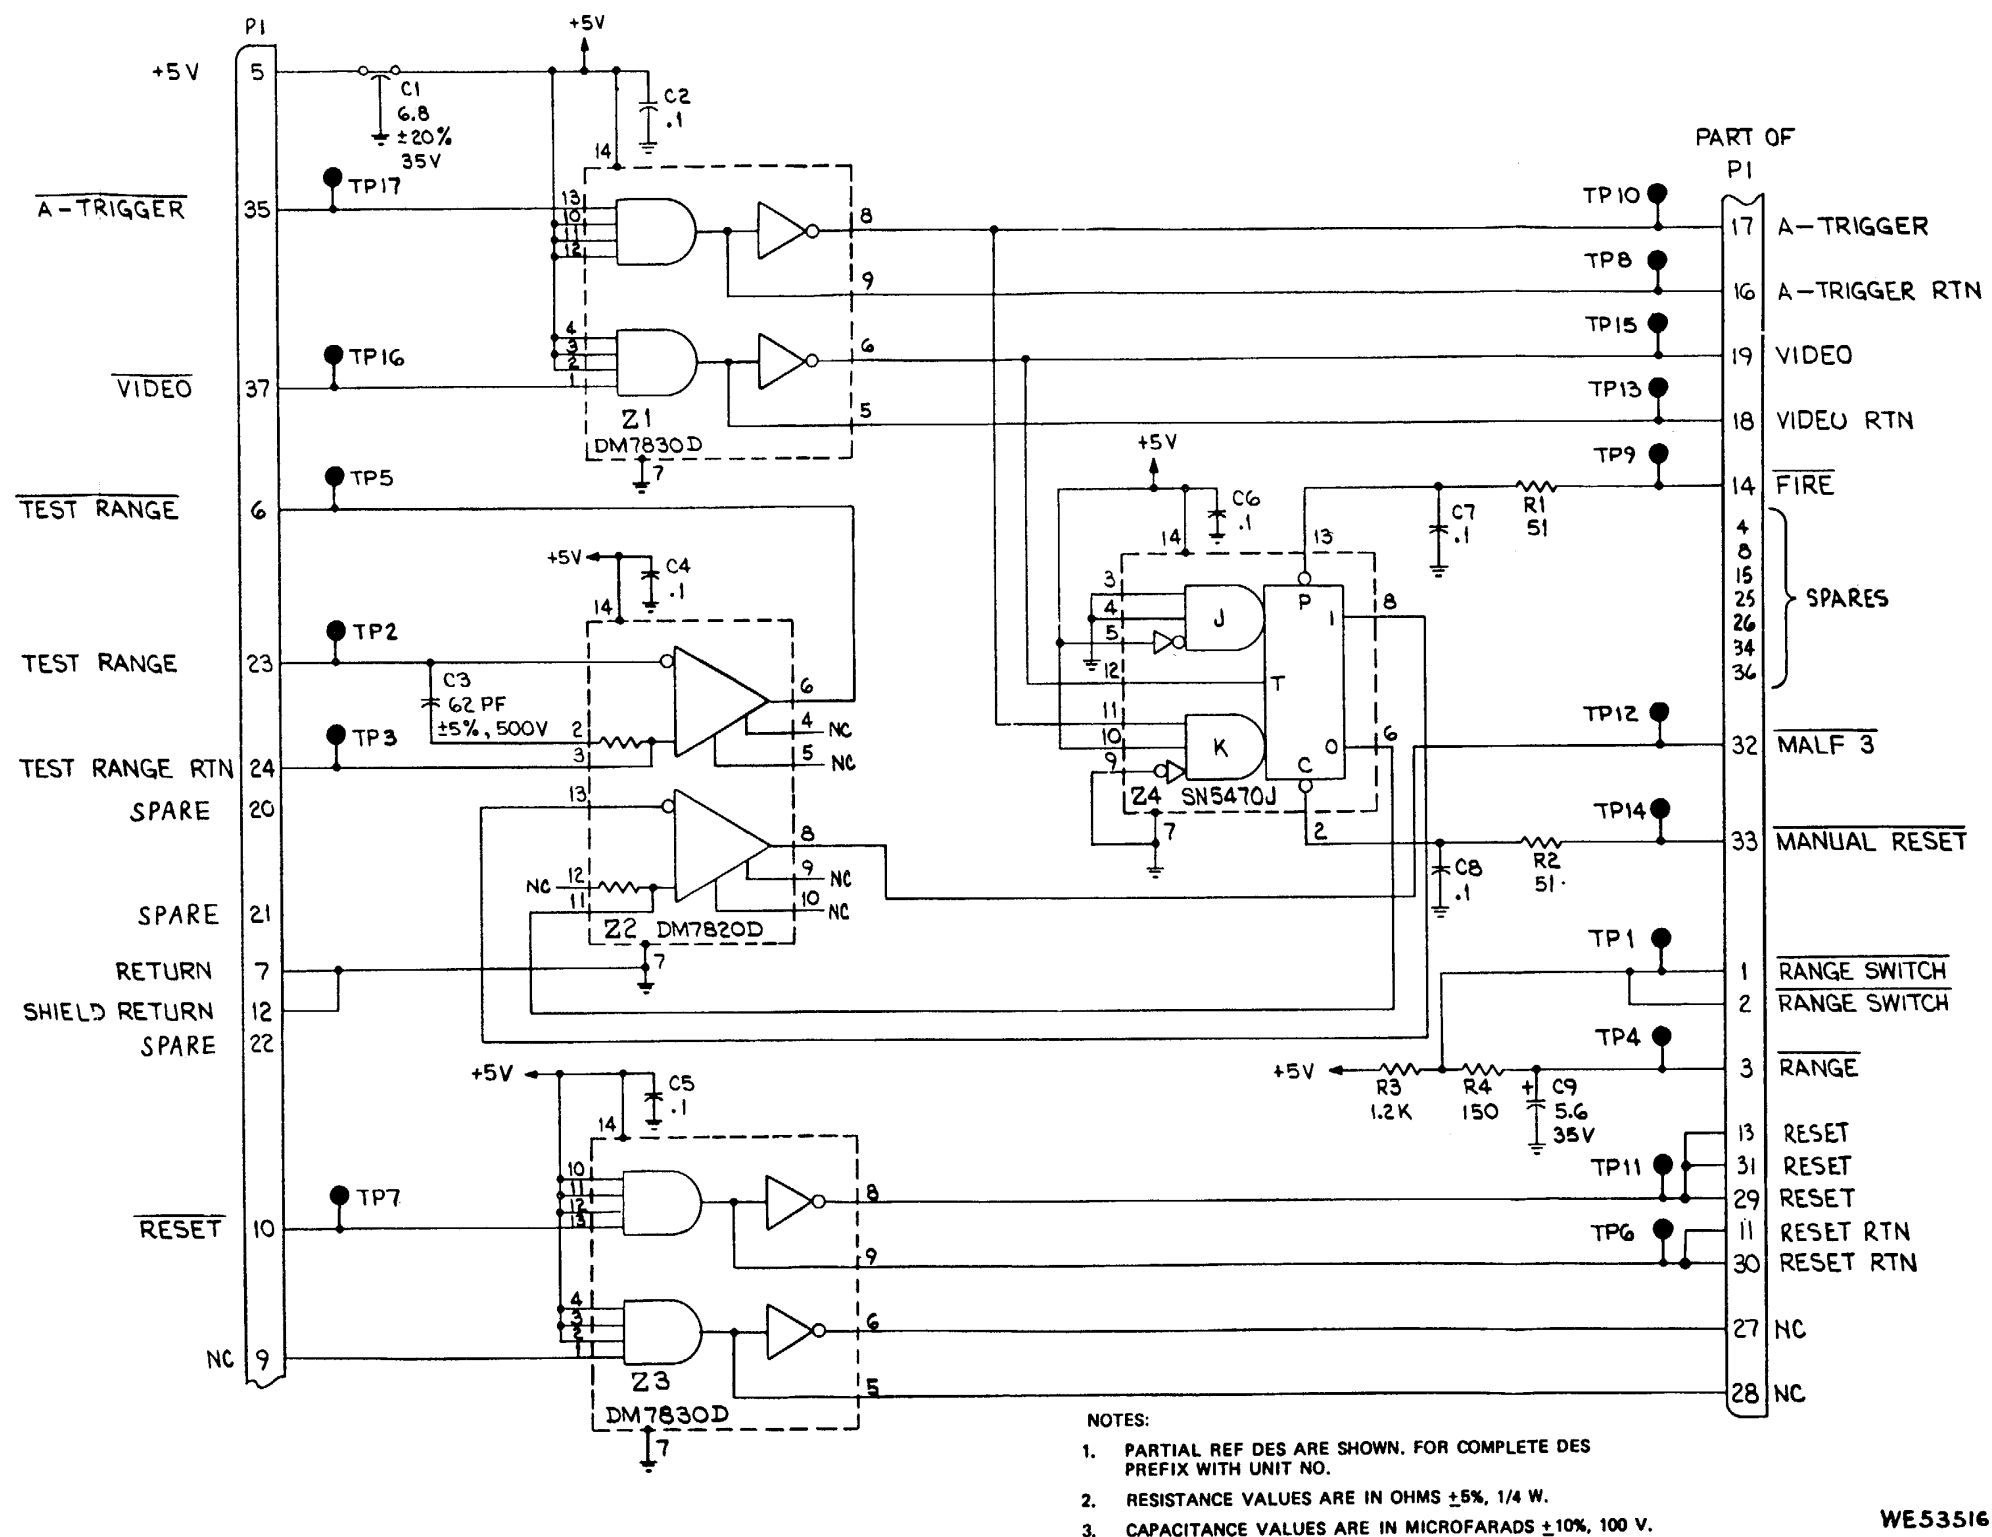 P1
+5V
+5V
5
C1
6.8
±20%
35V
C2
.1
14
PART OF
P1
A-TRIGGER
35
TP17
13
10
11
12
8
9
TP10
17
A-TRIGGER
TP8
16
A-TRIGGER RTN
VIDEO
37
TP16
4
3
2
1
6
5
Z1
DM7830D
7
TP15
19
VIDEO
TP13
18
VIDEO RTN
TEST RANGE
6
TP5
+5V
C6
.1
14
13
C7
.1
R1
51
TP9
14
FIRE
4
8
15
25
26
34
36
SPARES
+5V
C4
.1
14
TEST RANGE
23
TP2
C3
62 PF
±5%, 500V
2
3
6
4
NC
5
NC
TP3
TEST RANGE RTN
24
3
4
5
12
11
10
9
J
K
P
1
T
0
C
8
6
Z4
SN5470J
7
2
TP12
32
MALF 3
SPARE
20
13
8
9
NC
10
NC
NC
12
11
Z2
DM7820D
7
C8
.1
R2
51
TP14
33
MANUAL RESET
SPARE
21
RETURN
7
SHIELD RETURN
12
SPARE
22
TP1
1
RANGE SWITCH
2
RANGE SWITCH
TP4
3
RANGE
+5V
R3
1.2K
R4
150
+
C9
5.6
35V
+5V
C5
.1
14
RESET
10
TP7
10
11
12
13
8
9
13
RESET
TP11
31
RESET
29
RESET
TP6
11
RESET RTN
30
RESET RTN
NC
9
4
3
2
1
6
5
Z3
DM7830D
7
27
NC
28
NC
NOTES:
1. PARTIAL REF DES ARE SHOWN. FOR COMPLETE DES
PREFIX WITH UNIT NO.
2. RESISTANCE VALUES ARE IN OHMS ±5%, 1/4 W.
3. CAPACITANCE VALUES ARE IN MICROFARADS ±10%, 100 V.
WE53516